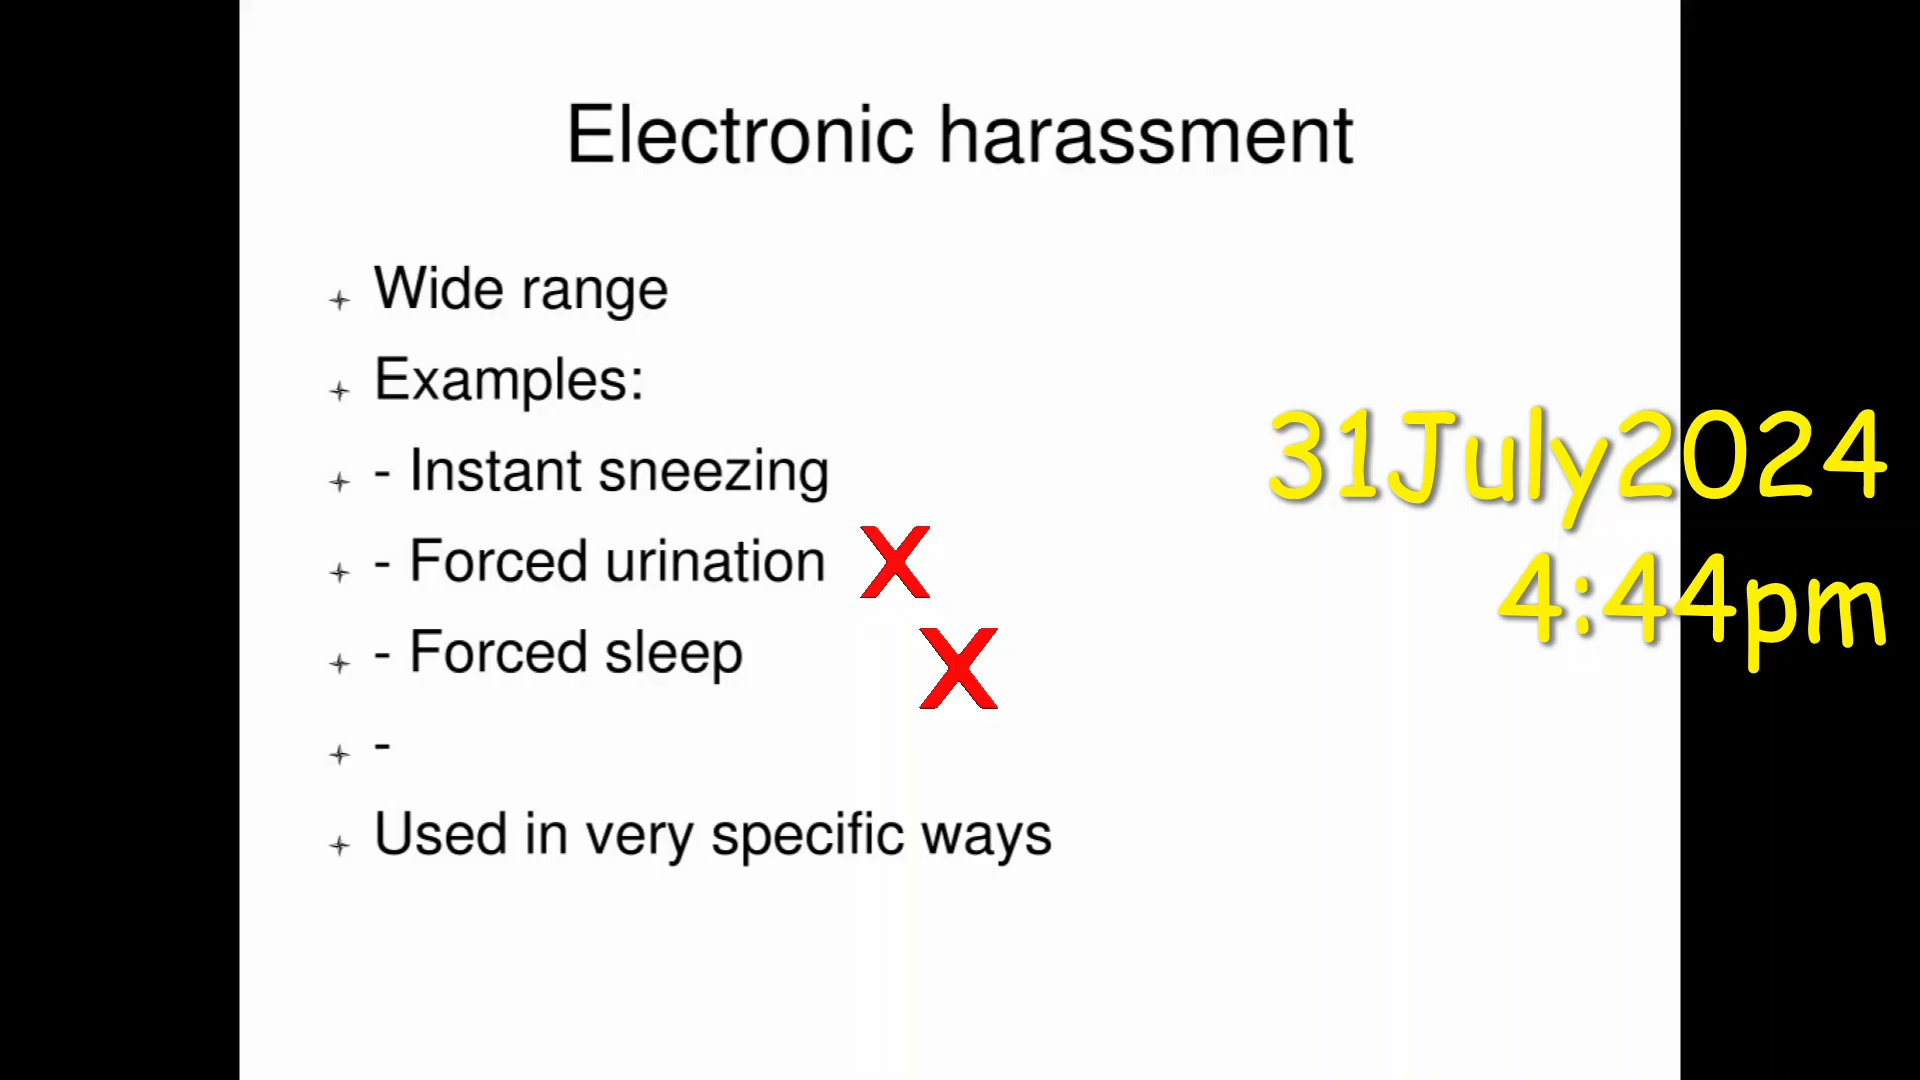 Electronic harassment
Wide range
Examples:
- Instant sneezing
- Forced urination X
- Forced sleep X
-
Used in very specific ways
31July2024
4:44pm